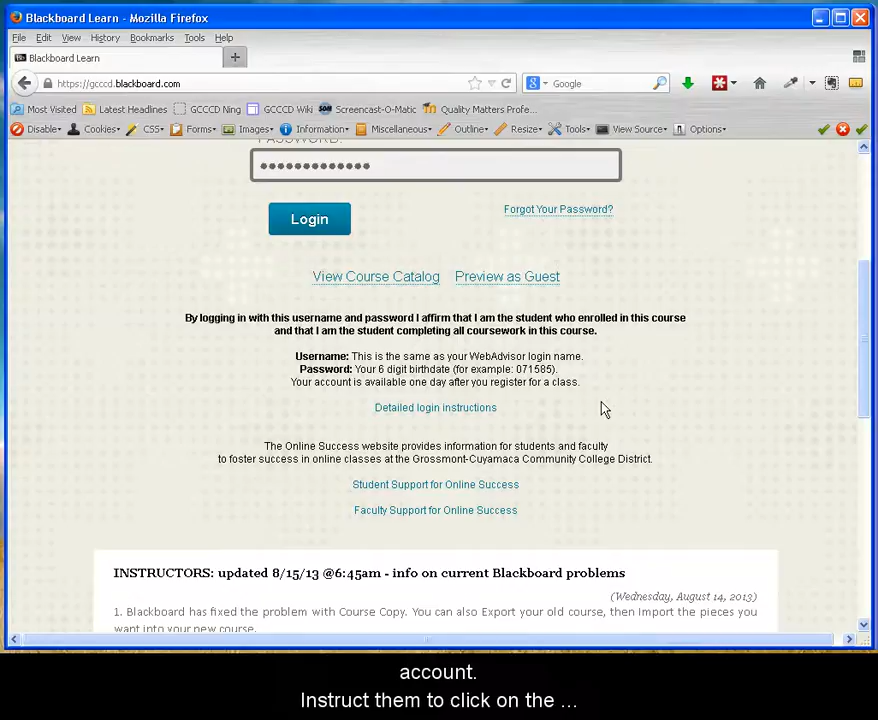 Blackboard Learn - Mozilla Firefox
File Edit View History Bookmarks Tools Help
Blackboard Learn
https://gcccd.blackboard.com Google
Most Visited Latest Headlines GCCCD Ning GCCCD Wiki Screencast-O-Matic Quality Matters Profe...
Disable Cookies CSS Forms Images Information Miscellaneous Outline Resize Tools View Source Options
PASSWORD:
Login
Forgot Your Password?
View Course Catalog Preview as Guest
By logging in with this username and password I affirm that I am the student who enrolled in this course
and that I am the student completing all coursework in this course.
Username: This is the same as your WebAdvisor login name.
Password: Your 6 digit birthdate (for example: 071585).
Your account is available one day after you register for a class.
Detailed login instructions
The Online Success website provides information for students and faculty
to foster success in online classes at the Grossmont-Cuyamaca Community College District.
Student Support for Online Success
Faculty Support for Online Success
INSTRUCTORS: updated 8/15/13 @6:45am - info on current Blackboard problems
(Wednesday, August 14, 2013)
1. Blackboard has fixed the problem with Course Copy. You can also Export your old course, then Import the pieces you
want into your new course.
account.
Instruct them to click on the ...